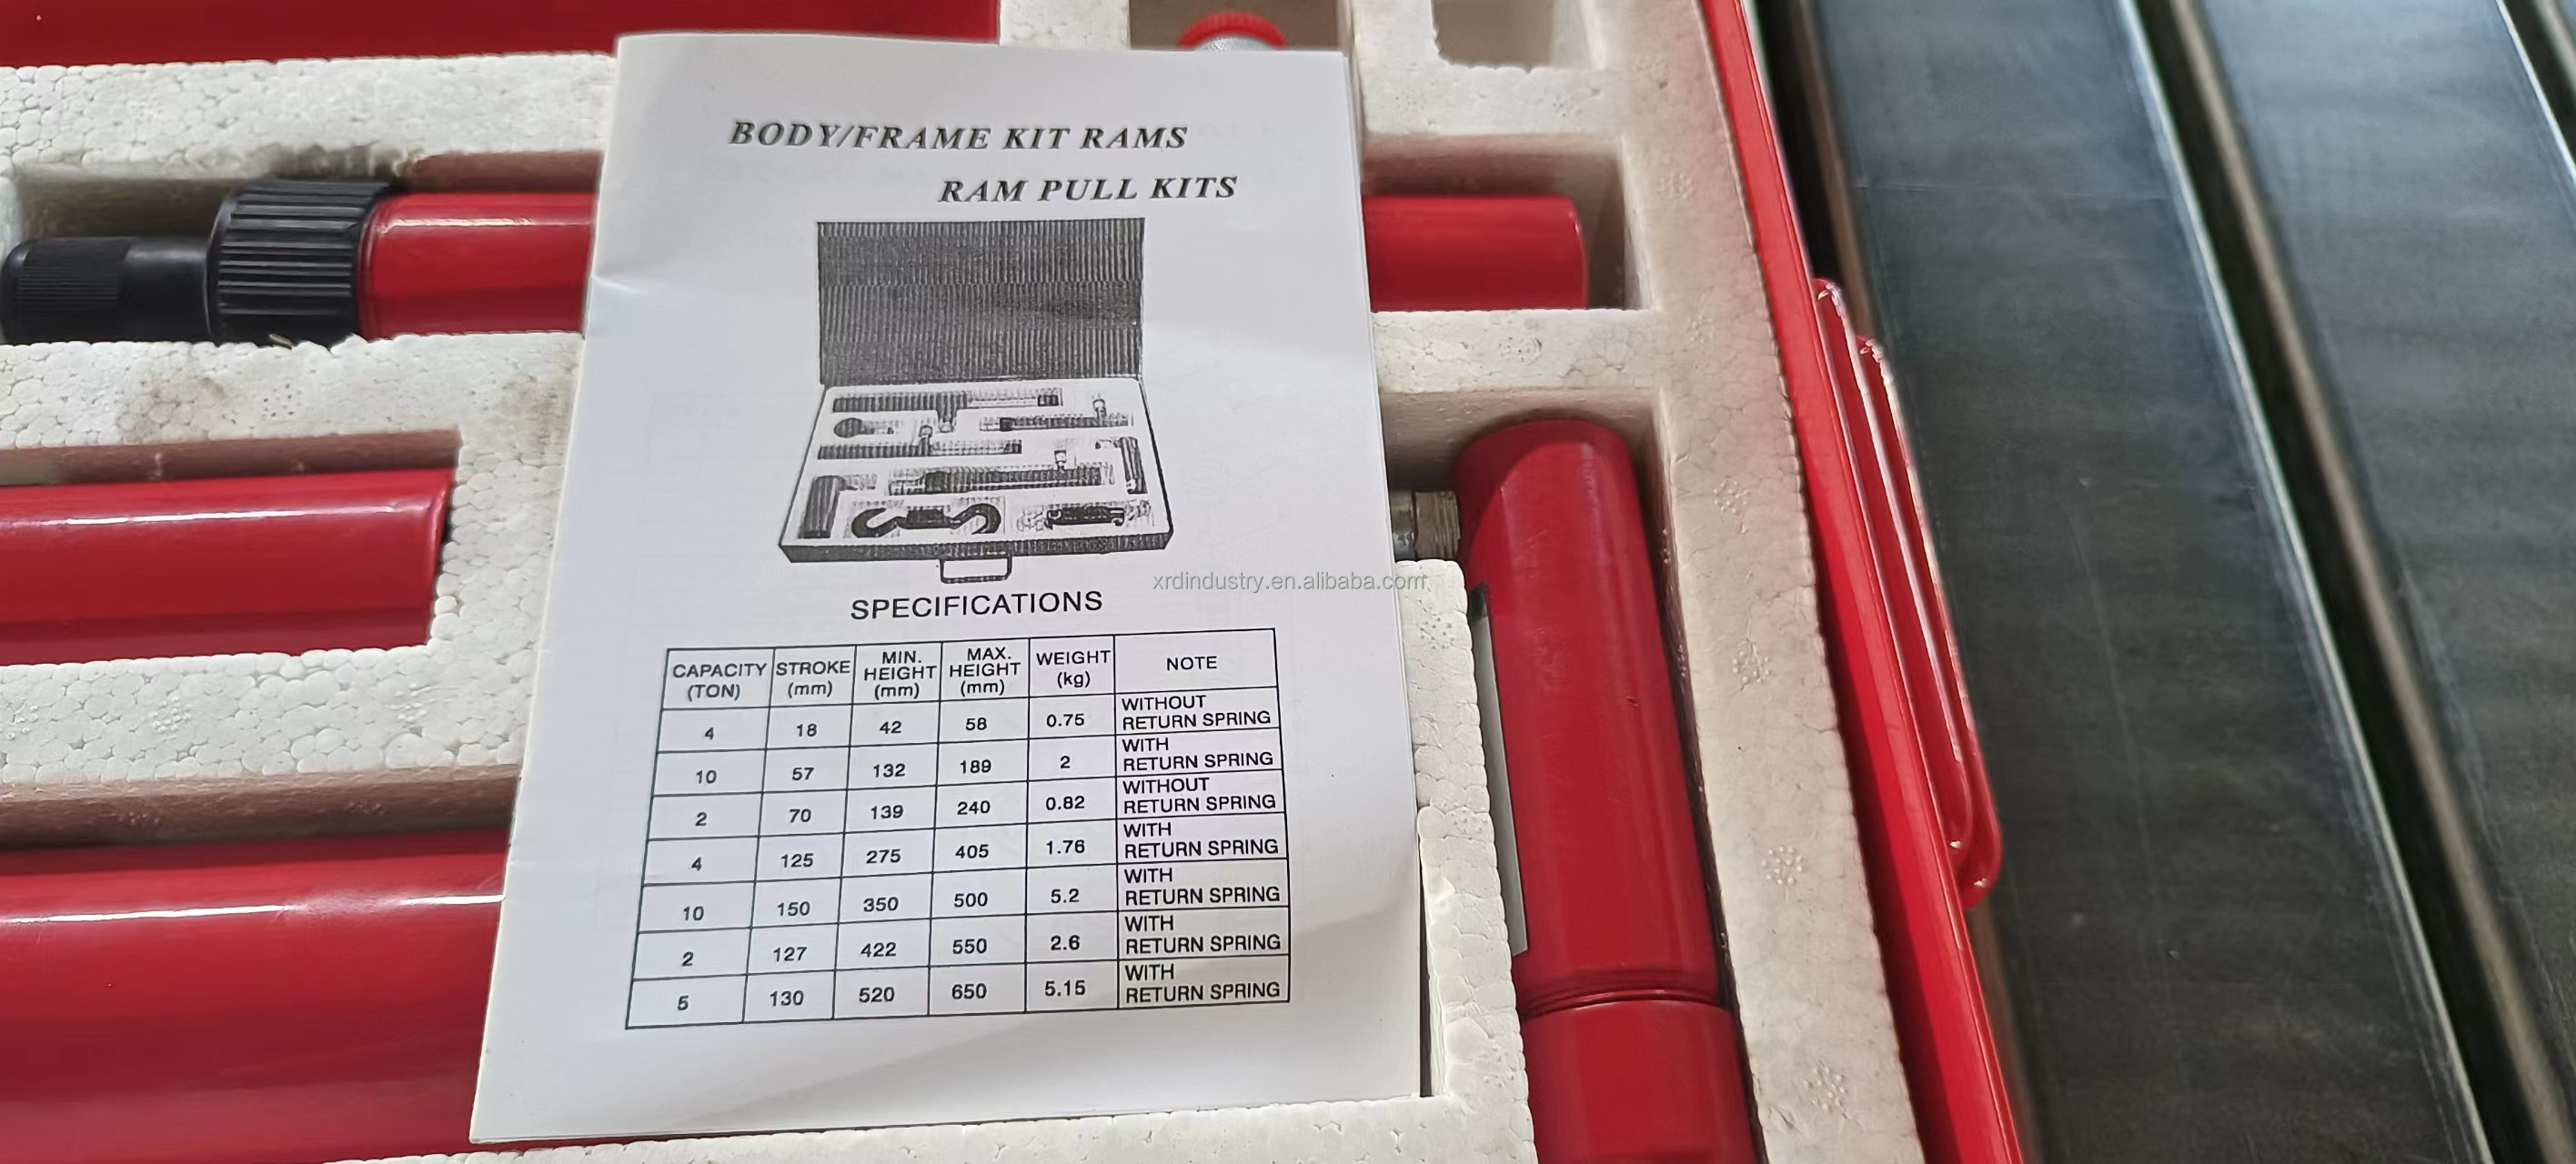 BODY/FRAME KIT RAMS
RAM PULL KITS
xrdindustry.en.alibaba.com
SPECIFICATIONS
CAPACITY (TON) STROKE (mm) MIN. HEIGHT (mm) MAX. HEIGHT (mm) WEIGHT (kg) NOTE
4 18 42 58 0.75 WITHOUT RETURN SPRING
10 57 132 189 2 WITH RETURN SPRING
2 70 139 240 0.82 WITHOUT RETURN SPRING
4 125 275 405 1.76 WITH RETURN SPRING
10 150 350 500 5.2 WITH RETURN SPRING
2 127 422 550 2.6 WITH RETURN SPRING
5 130 520 650 5.15 WITH RETURN SPRING